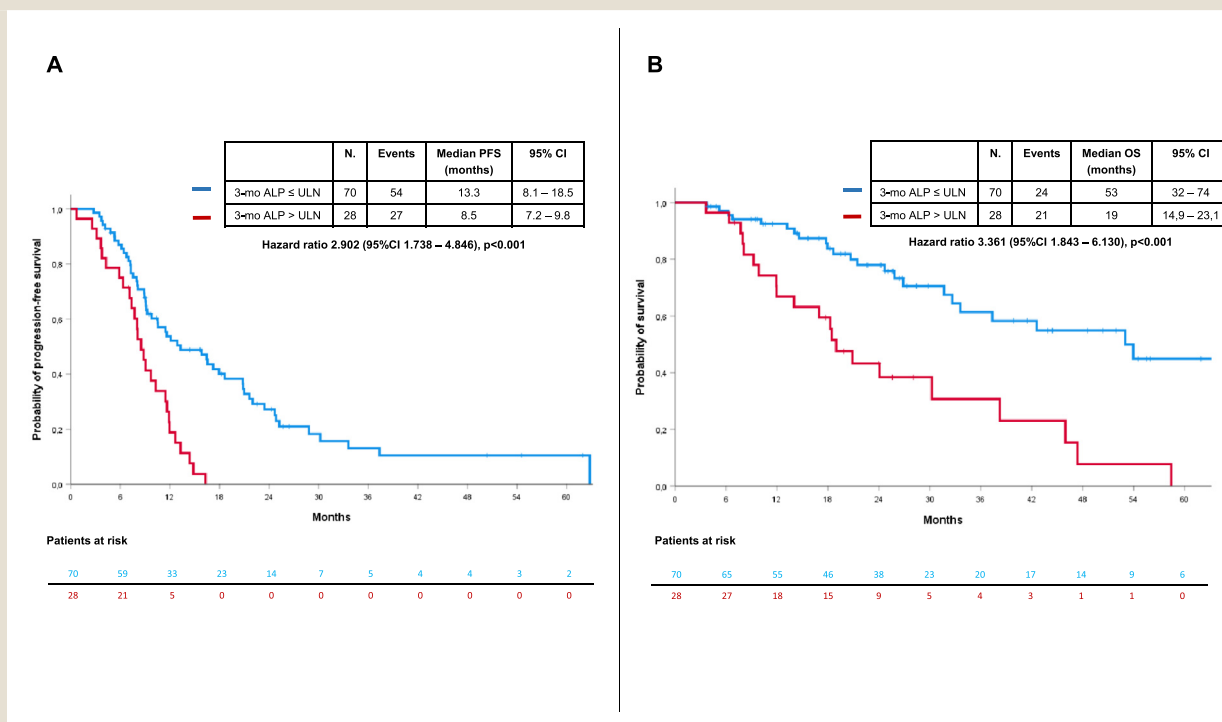 A
N. Events Median PFS (months) 95% CI
3-mo ALP ≤ ULN 70 54 13.3 8.1 – 18.5
3-mo ALP > ULN 28 27 8.5 7.2 – 9.8
Hazard ratio 2.902 (95%CI 1.738 – 4.846), p<0.001
Probability of progression-free survival
1,0
0,8
0,6
0,4
0,2
0,0
0 6 12 18 24 30 36 42 48 54 60
Months
Patients at risk
70 59 33 23 14 7 5 4 4 3 2
28 21 5 0 0 0 0 0 0 0 0
B
N. Events Median OS (months) 95% CI
3-mo ALP ≤ ULN 70 24 53 32 – 74
3-mo ALP > ULN 28 21 19 14,9 – 23,1
Hazard ratio 3.361 (95%CI 1.843 – 6.130), p<0.001
Probability of survival
1,0
0,8
0,6
0,4
0,2
0,0
0 6 12 18 24 30 36 42 48 54 60
Months
Patients at risk
70 65 55 46 38 23 20 17 14 9 6
28 27 18 15 9 5 4 3 1 1 0